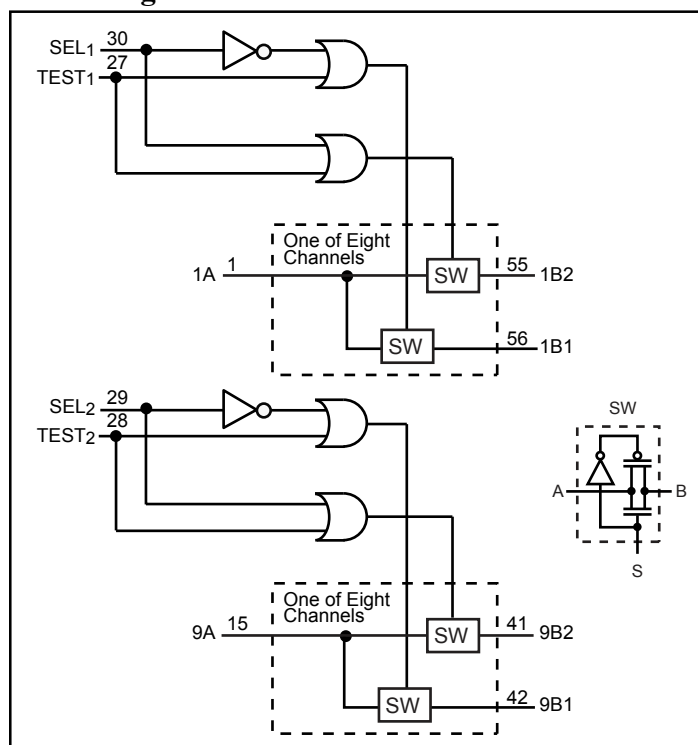 SEL1 30
TEST1 27
One of Eight
Channels
1A 1
SW
55 1B2
SW
56 1B1
SEL2 29
TEST2 28
SW
A
B
S
One of Eight
Channels
9A 15
SW
41 9B2
SW
42 9B1